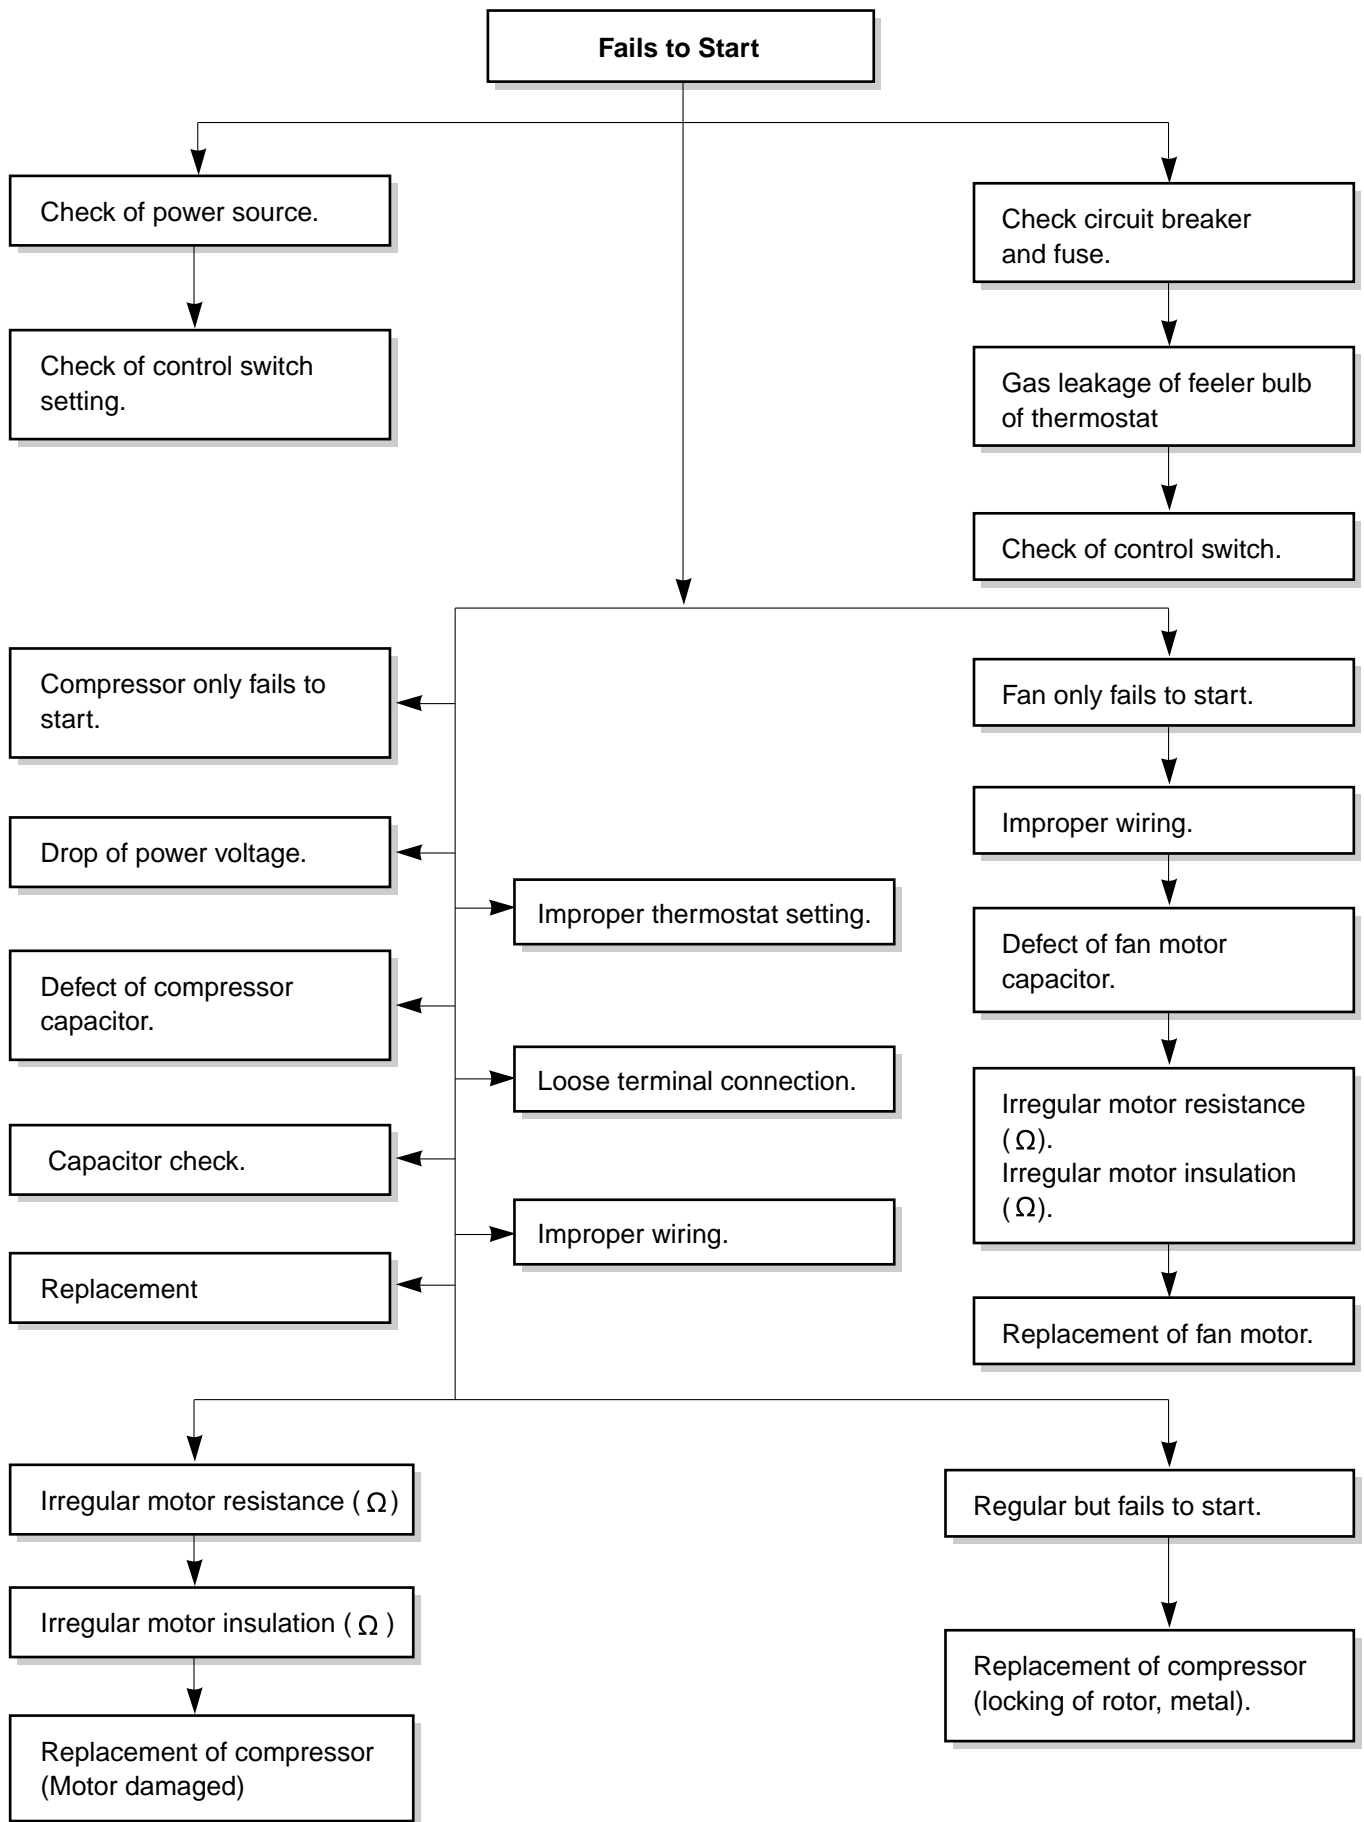 Fails to Start
Check of power source.
Check circuit breaker
and fuse.
Check of control switch
setting.
Gas leakage of feeler bulb
of thermostat
Check of control switch.
Compressor only fails to
start.
Fan only fails to start.
Drop of power voltage.
Improper wiring.
Improper thermostat setting.
Defect of fan motor
capacitor.
Defect of compressor
capacitor.
Loose terminal connection.
Irregular motor resistance
(Ω).
Irregular motor insulation
(Ω).
Capacitor check.
Improper wiring.
Replacement
Replacement of fan motor.
Irregular motor resistance (Ω)
Regular but fails to start.
Irregular motor insulation (Ω )
Replacement of compressor
(locking of rotor, metal).
Replacement of compressor
(Motor damaged)